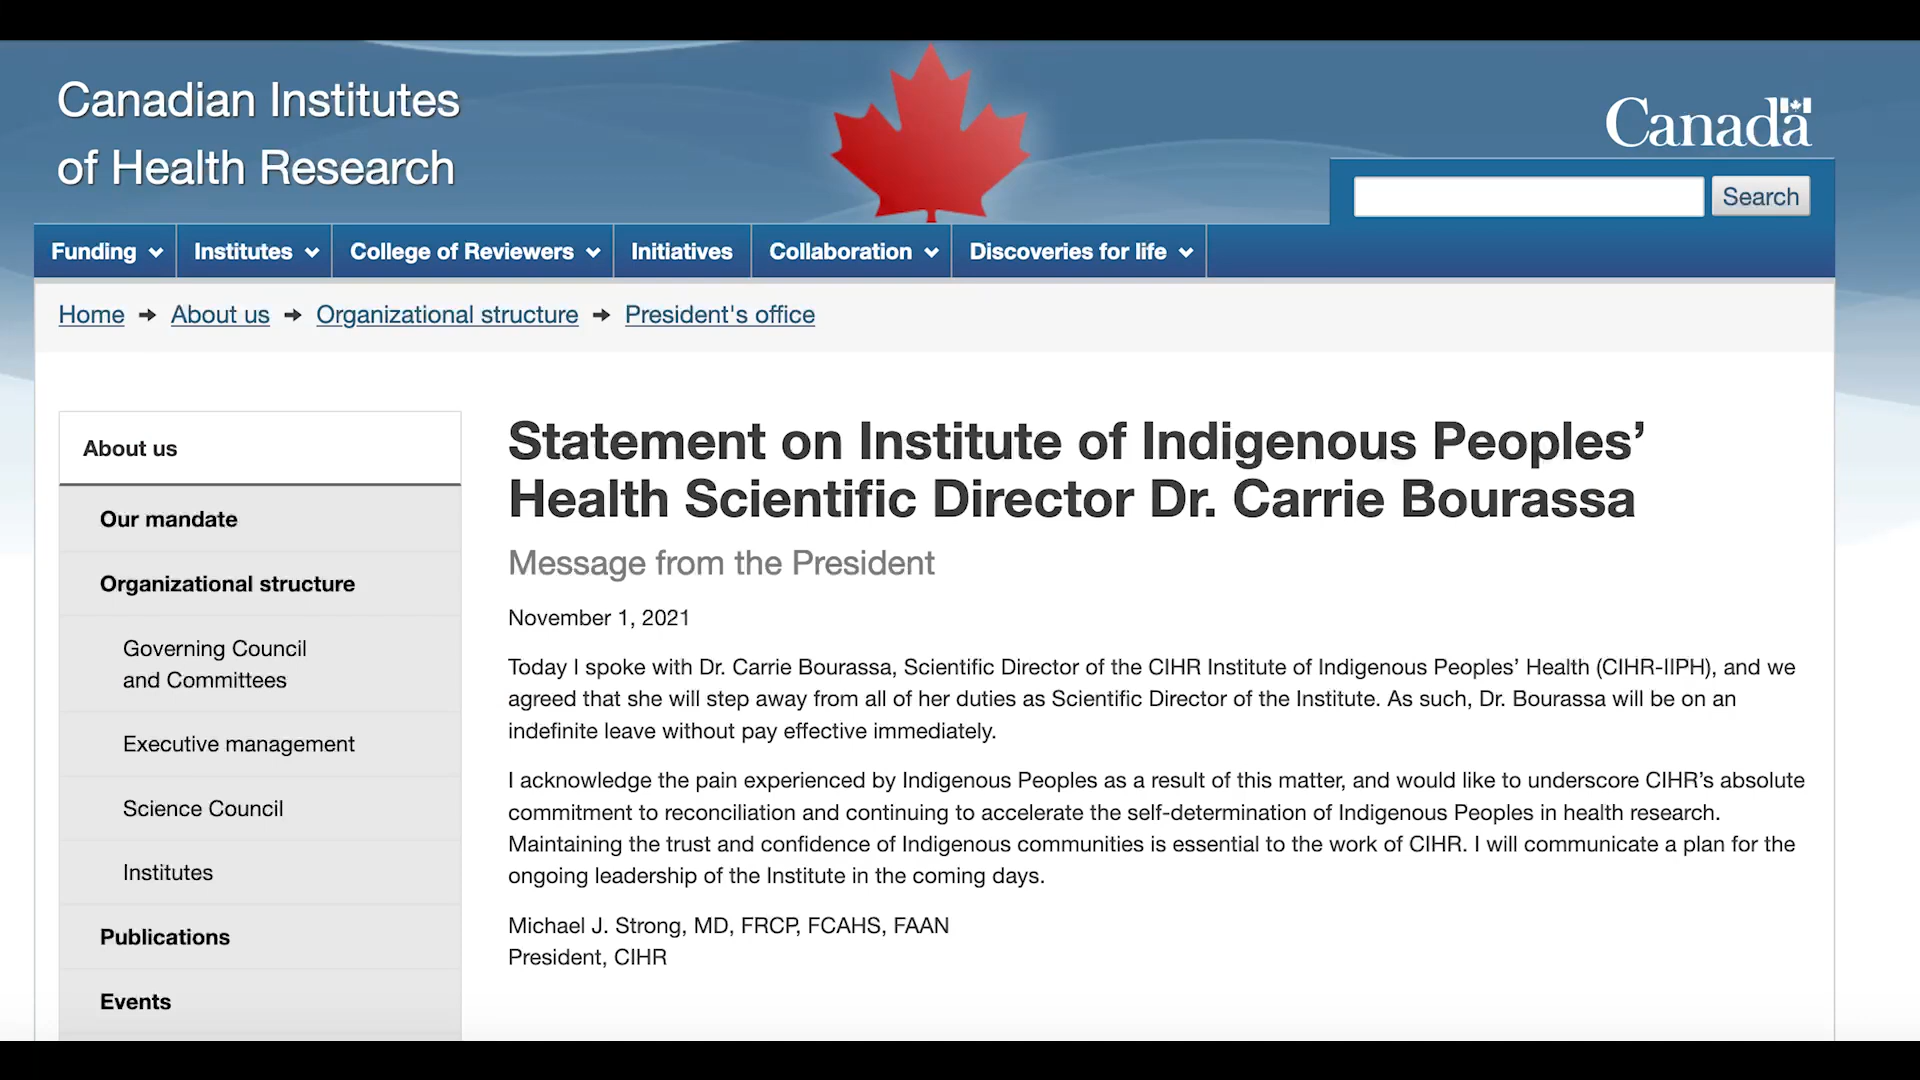 Canadian Institutes
of Health Research
Canada
Search
Funding
Institutes
College of Reviewers
Initiatives
Collaboration
Discoveries for life
Home
About us
Organizational structure
President's office
About us
Our mandate
Organizational structure
Governing Council
and Committees
Executive management
Science Council
Institutes
Publications
Events
Statement on Institute of Indigenous Peoples’
Health Scientific Director Dr. Carrie Bourassa
Message from the President
November 1, 2021
Today I spoke with Dr. Carrie Bourassa, Scientific Director of the CIHR Institute of Indigenous Peoples’ Health (CIHR-IIPH), and we
agreed that she will step away from all of her duties as Scientific Director of the Institute. As such, Dr. Bourassa will be on an
indefinite leave without pay effective immediately.
I acknowledge the pain experienced by Indigenous Peoples as a result of this matter, and would like to underscore CIHR’s absolute
commitment to reconciliation and continuing to accelerate the self-determination of Indigenous Peoples in health research.
Maintaining the trust and confidence of Indigenous communities is essential to the work of CIHR. I will communicate a plan for the
ongoing leadership of the Institute in the coming days.
Michael J. Strong, MD, FRCP, FCAHS, FAAN
President, CIHR